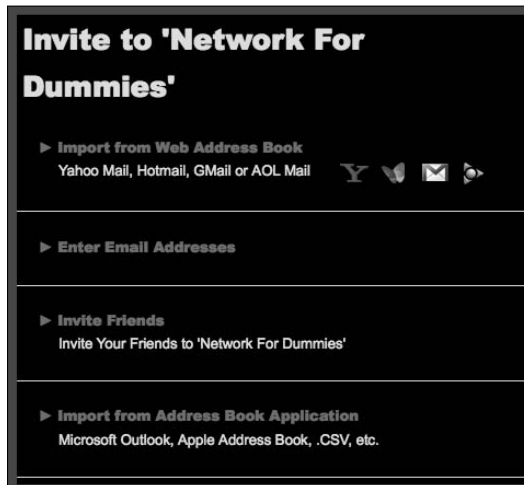 Invite to 'Network For
Dummies'
Import from Web Address Book
Yahoo Mail, Hotmail, GMail or AOL Mail
Enter Email Addresses
Invite Friends
Invite Your Friends to 'Network For Dummies'
Import from Address Book Application
Microsoft Outlook, Apple Address Book, .CSV, etc.